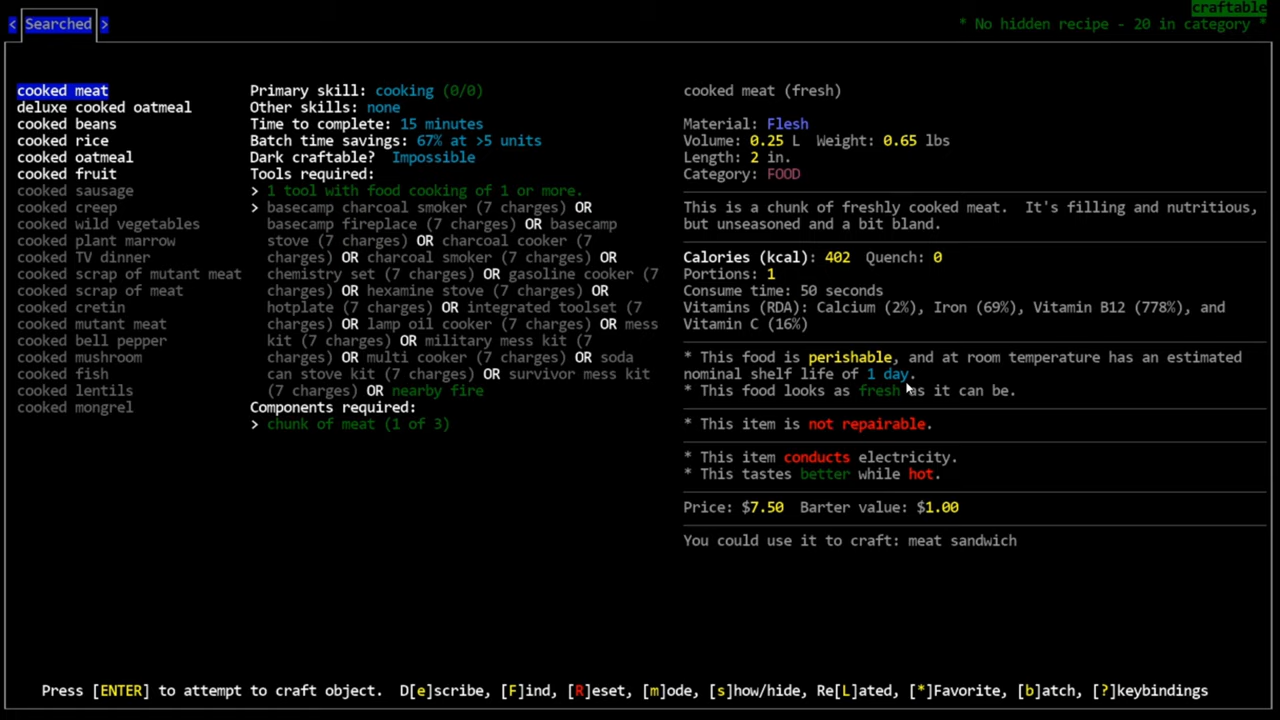 craftable
< Searched >
* No hidden recipe - 20 in category *
cooked meat
deluxe cooked oatmeal
cooked beans
cooked rice
cooked oatmeal
cooked fruit
cooked sausage
cooked creep
cooked wild vegetables
cooked plant marrow
cooked TV dinner
cooked scrap of mutant meat
cooked scrap of meat
cooked cretin
cooked mutant meat
cooked bell pepper
cooked mushroom
cooked fish
cooked lentils
cooked mongrel
Primary skill: cooking (0/0)
Other skills: none
Time to complete: 15 minutes
Batch time savings: 67% at >5 units
Dark craftable? Impossible
Tools required:
> 1 tool with food cooking of 1 or more.
> basecamp charcoal smoker (7 charges) OR
basecamp fireplace (7 charges) OR basecamp
stove (7 charges) OR charcoal cooker (7
charges) OR charcoal smoker (7 charges) OR
chemistry set (7 charges) OR gasoline cooker (7
charges) OR hexamine stove (7 charges) OR
hotplate (7 charges) OR integrated toolset (7
charges) OR lamp oil cooker (7 charges) OR mess
kit (7 charges) OR military mess kit (7
charges) OR multi cooker (7 charges) OR soda
can stove kit (7 charges) OR survivor mess kit
(7 charges) OR nearby fire
Components required:
> chunk of meat (1 of 3)
cooked meat (fresh)
Material: Flesh
Volume: 0.25 L Weight: 0.65 lbs
Length: 2 in.
Category: FOOD
This is a chunk of freshly cooked meat. It's filling and nutritious,
but unseasoned and a bit bland.
Calories (kcal): 402 Quench: 0
Portions: 1
Consume time: 50 seconds
Vitamins (RDA): Calcium (2%), Iron (69%), Vitamin B12 (778%), and
Vitamin C (16%)
* This food is perishable, and at room temperature has an estimated
nominal shelf life of 1 day.
* This food looks as fresh as it can be.
* This item is not repairable.
* This item conducts electricity.
* This tastes better while hot.
Price: $7.50 Barter value: $1.00
You could use it to craft: meat sandwich
Press [ENTER] to attempt to craft object. D[e]scribe, [F]ind, [R]eset, [m]ode, [s]how/hide, Re[L]ated, [*]Favorite, [b]atch, [?]keybindings